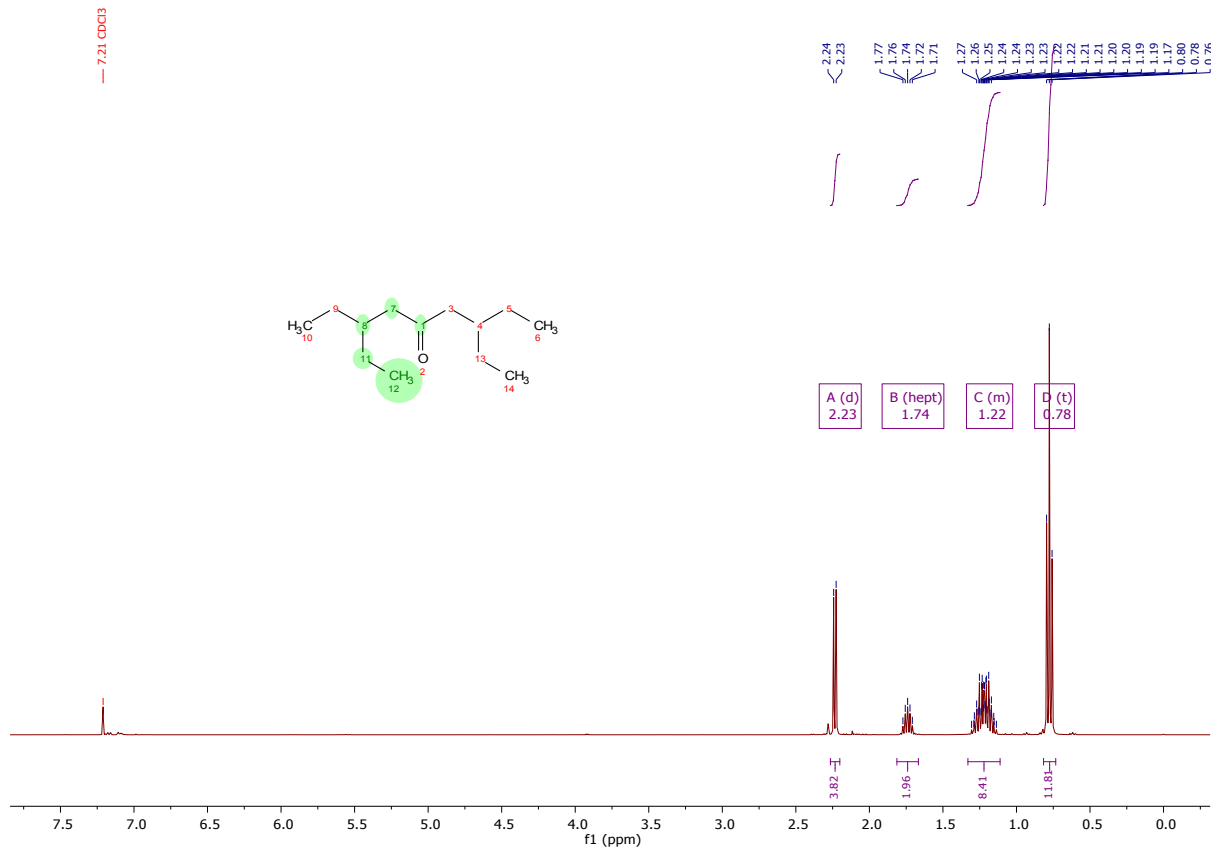 7.21 CDCl3
2.24
2.23
1.77
1.76
1.74
1.72
1.71
1.27
1.26
1.25
1.24
1.24
1.23
1.23
1.22
1.22
1.21
1.21
1.20
1.20
1.19
1.19
1.17
0.80
0.78
0.76
9 7 3 5
H3C 8 1 4 CH3
10 6
11 O 13
CH3 2 CH3
12 14
A (d) B (hept) C (m) D (t)
2.23 1.74 1.22 0.78
3.82 1.96 8.41 11.81
7.5 7.0 6.5 6.0 5.5 5.0 4.5 4.0 3.5 3.0 2.5 2.0 1.5 1.0 0.5 0.0
f1 (ppm)